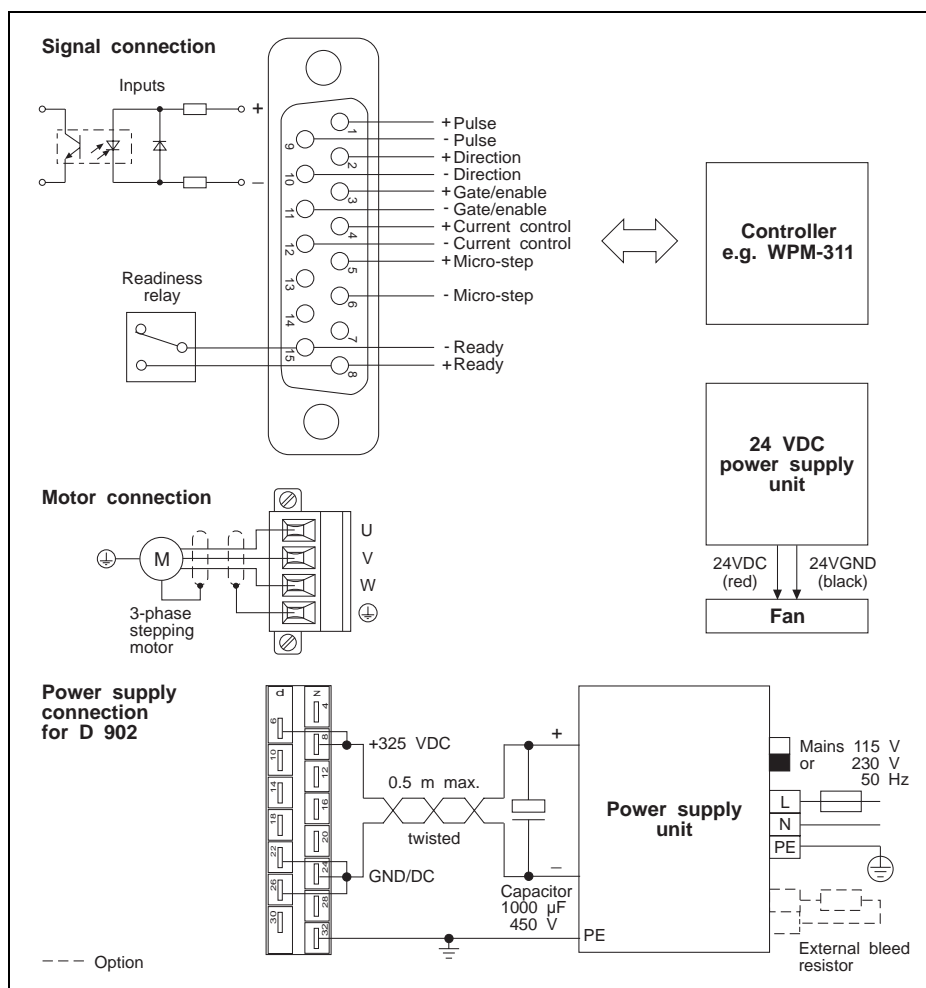 Signal connection
Inputs
+
–
1
9
2
10
3
11
4
12
5
13
6
14
7
15
8
+ Pulse
- Pulse
+ Direction
- Direction
+ Gate/enable
- Gate/enable
+ Current control
- Current control
+ Micro-step
- Micro-step
- Ready
+ Ready
Readiness
relay
Controller
e.g. WPM-311
24 VDC
power supply
unit
24VDC
(red)
24VGND
(black)
Fan
Motor connection
M
3-phase
stepping
motor
U
V
W
Power supply
connection
for D 902
d
z
4
6
8
10
12
14
16
18
20
22
24
26
28
30
32
+325 VDC
0.5 m max.
twisted
GND/DC
+
–
Capacitor
1000 µF
450 V
Power supply
unit
PE
Mains 115 V
or 230 V
50 Hz
L
N
PE
External bleed
resistor
Option